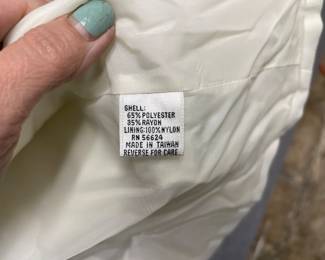 SHELL:
65% POLYESTER
35% RAYON
LINING:100% NYLON
RN 56624
MADE IN TAIWAN
REVERSE FOR CARE